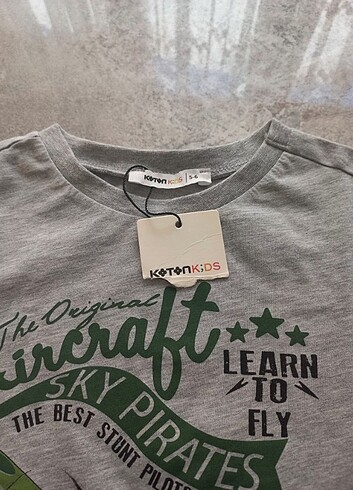 KOTON KIDS 5-6
KOTON KiDS
The Original
Aircraft
LEARN
TO
FLY
SKY PIRATES
THE BEST STUNT PILOTS